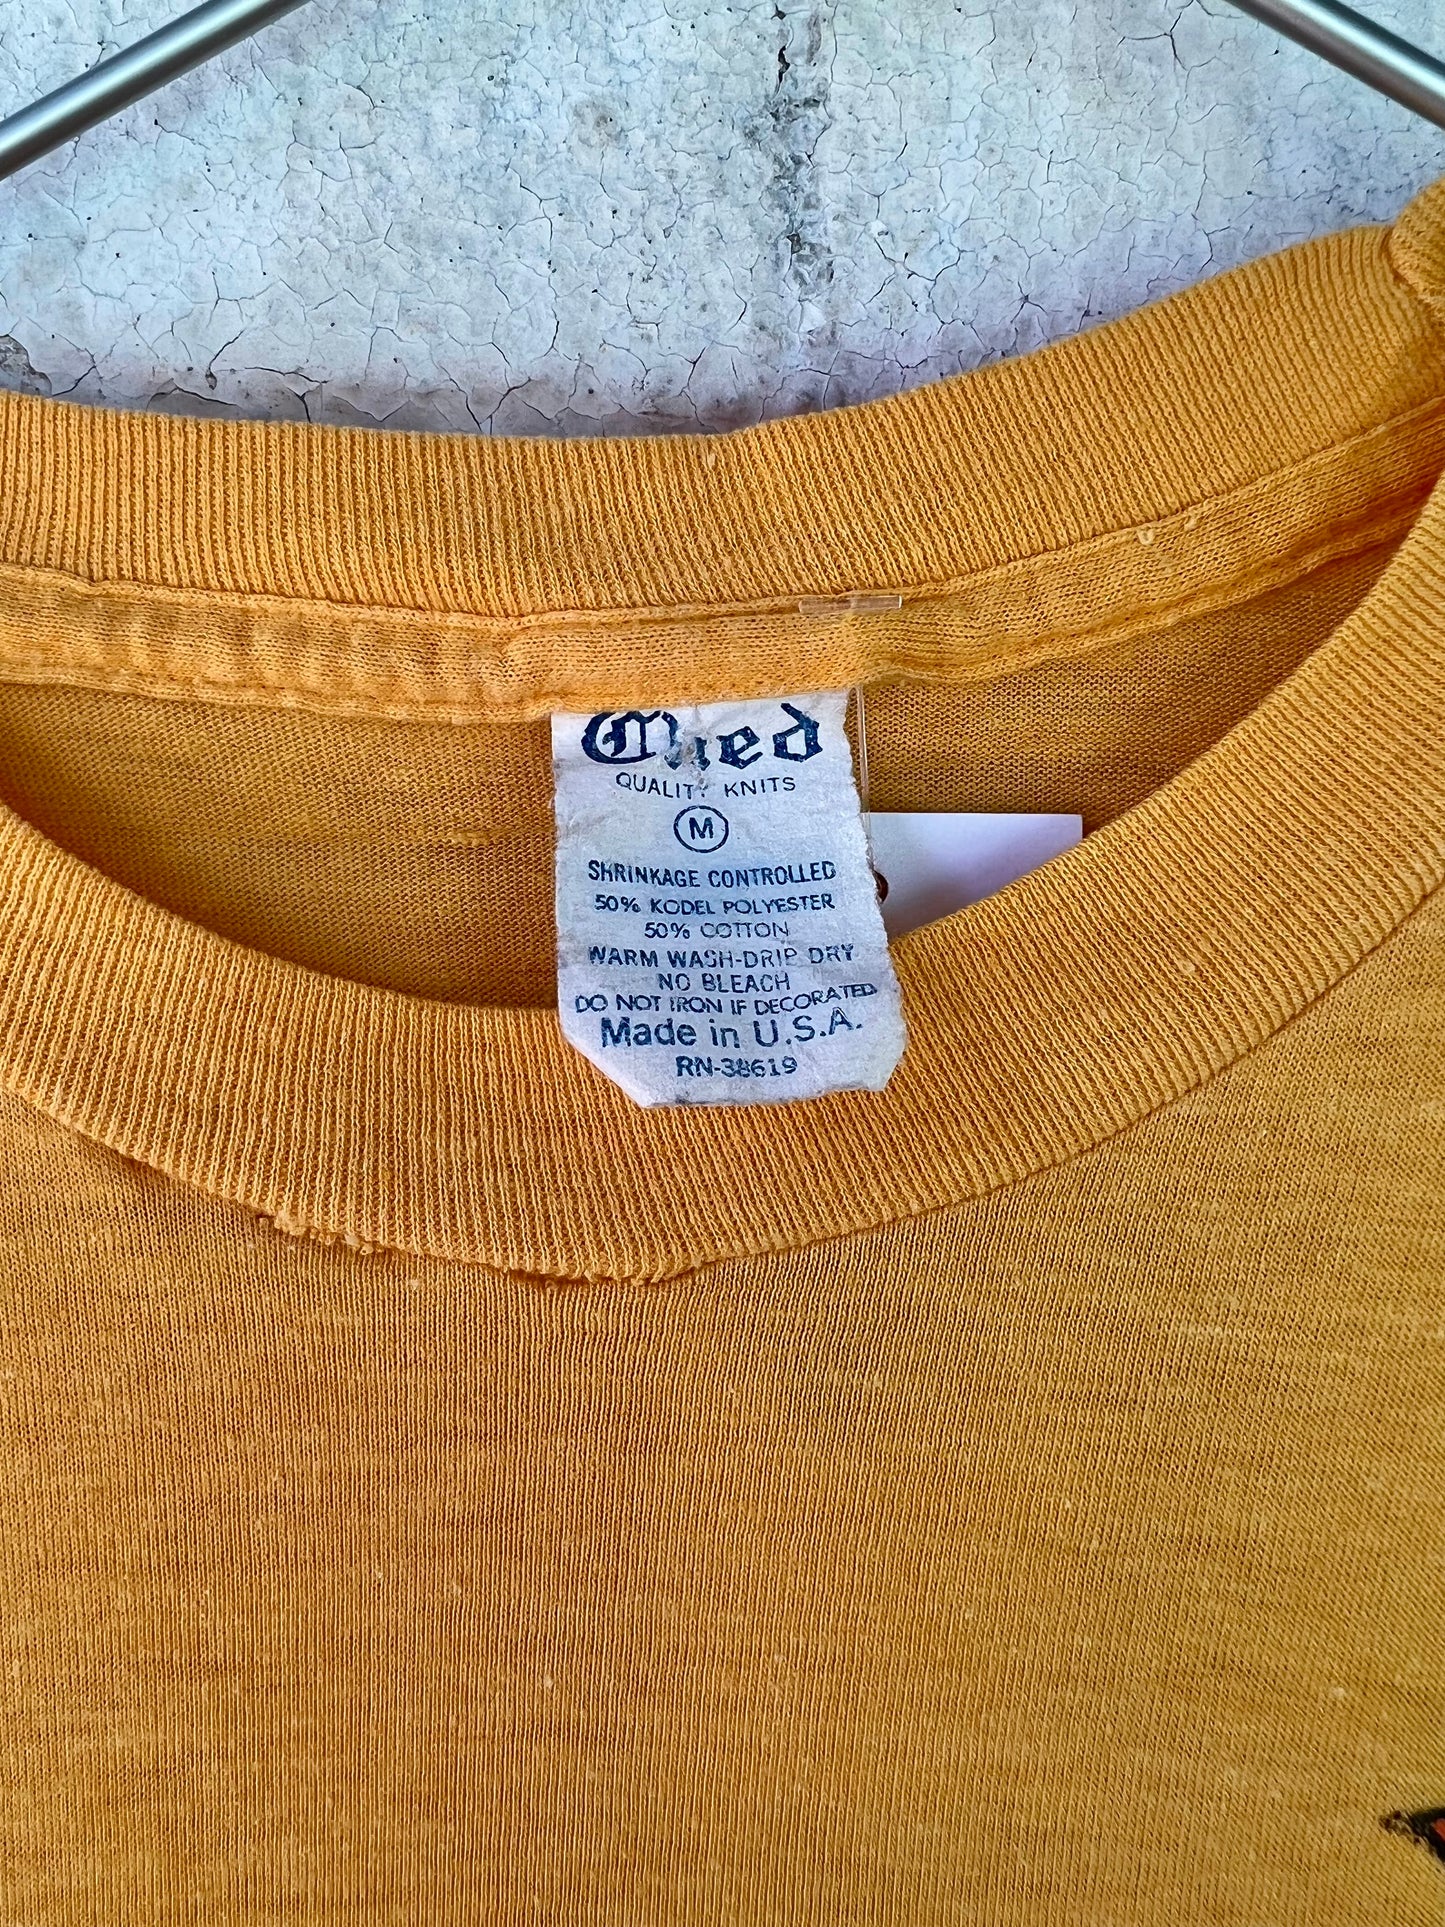 Ched
QUALITY KNITS
M
SHRINKAGE CONTROLLED
50% KODEL POLYESTER
50% COTTON
WARM WASH-DRIP DRY
NO BLEACH
DO NOT IRON IF DECORATED
Made in U.S.A.
RN-38619